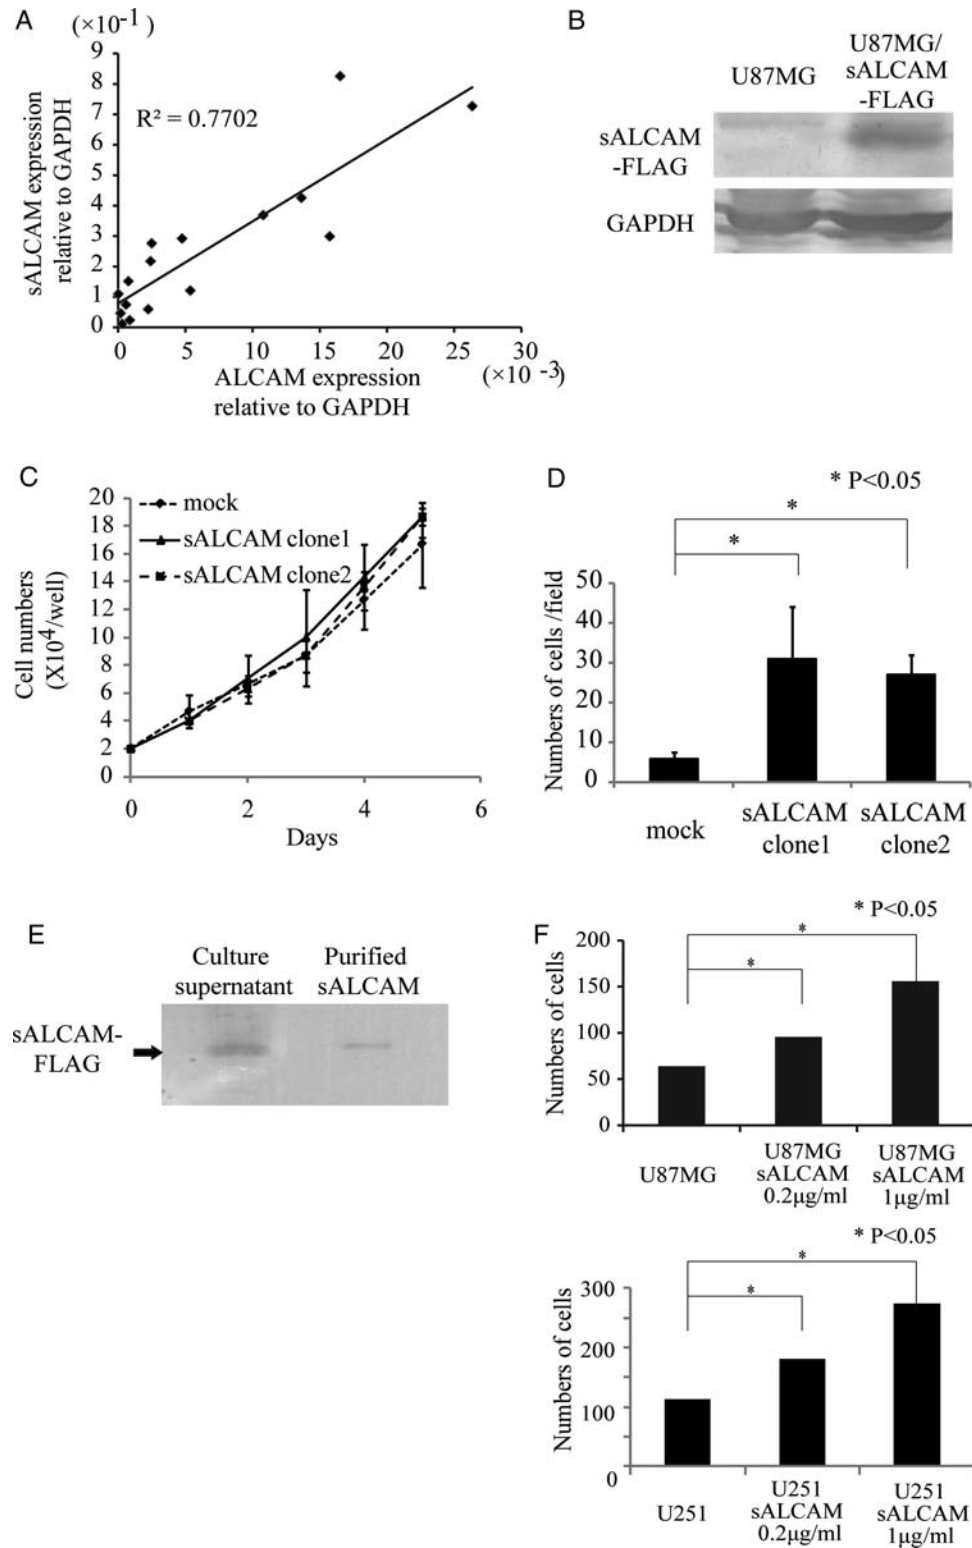 A
(×10⁻¹)
9
8
7
6
5
4
3
2
1
0
R² = 0.7702
sALCAM expression
relative to GAPDH
0
5
10
15
20
25
30
(×10 ⁻³)
ALCAM expression
relative to GAPDH
B
U87MG
U87MG/
sALCAM
-FLAG
sALCAM
-FLAG
GAPDH
C
20
18
16
14
12
10
8
6
4
2
0
mock
sALCAM clone1
sALCAM clone2
Cell numbers
(X10⁴/well)
0
2
4
6
Days
D
* P<0.05
*
*
50
40
30
20
10
0
Numbers of cells /field
mock
sALCAM
clone1
sALCAM
clone2
E
Culture
supernatant
Purified
sALCAM
sALCAM-
FLAG
F
* P<0.05
*
*
200
150
100
50
0
Numbers of cells
U87MG
U87MG
sALCAM
0.2µg/ml
U87MG
sALCAM
1µg/ml
* P<0.05
*
*
300
200
100
0
Numbers of cells
U251
U251
sALCAM
0.2µg/ml
U251
sALCAM
1µg/ml